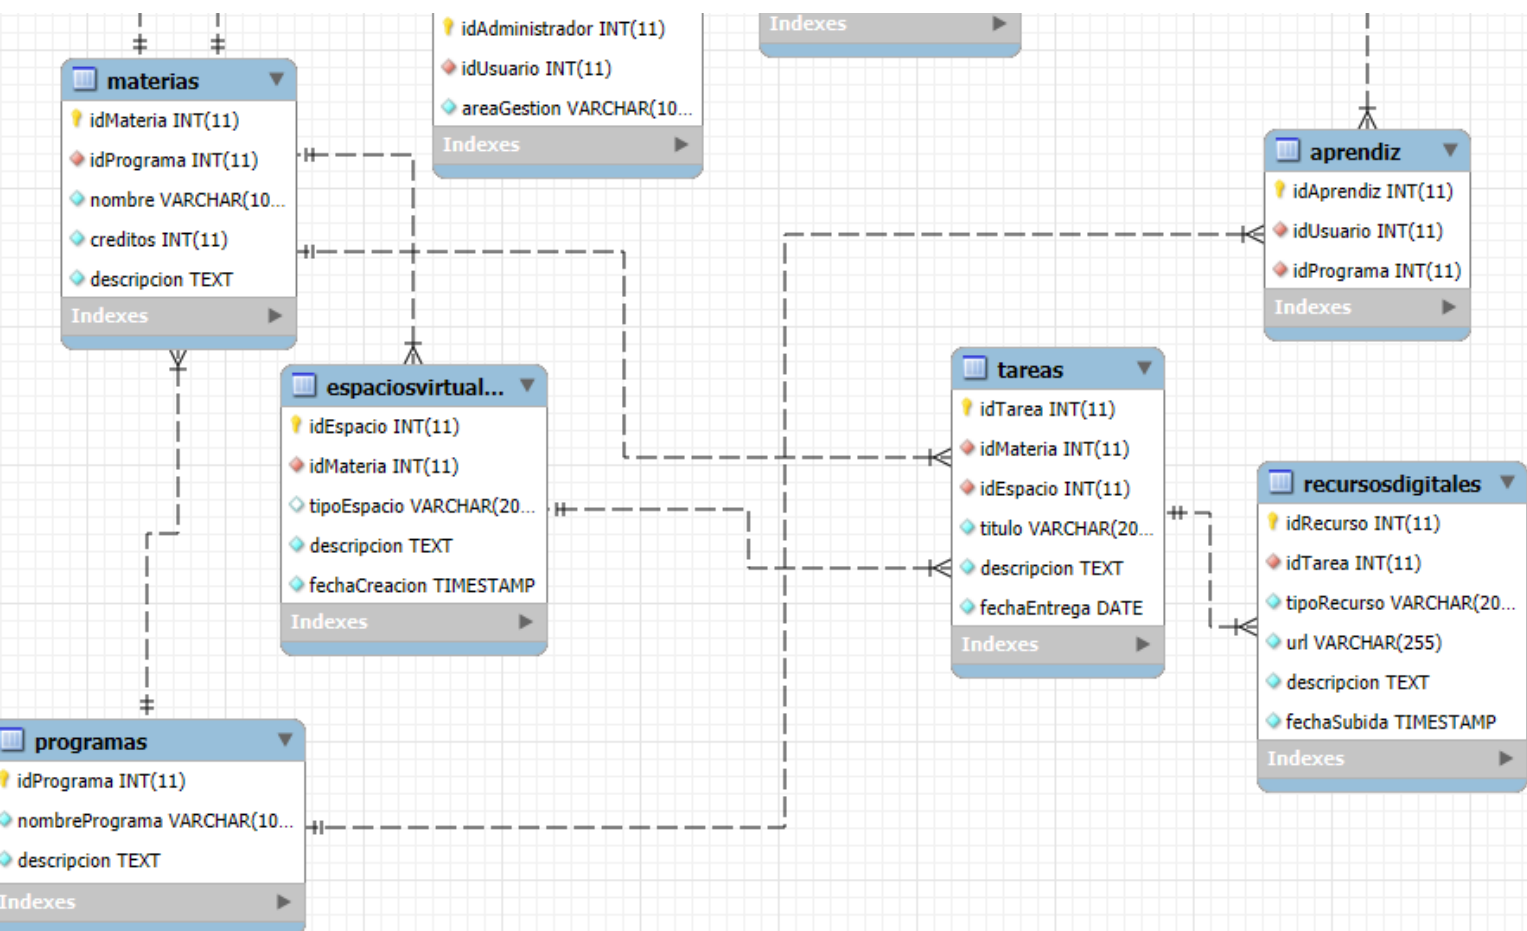 idAdministrador INT(11)
idUsuario INT(11)
areaGestion VARCHAR(10...
Indexes
Indexes
materias
idMateria INT(11)
idPrograma INT(11)
nombre VARCHAR(10...
creditos INT(11)
descripcion TEXT
Indexes
aprendiz
idAprendiz INT(11)
idUsuario INT(11)
idPrograma INT(11)
Indexes
espaciosvirtual...
idEspacio INT(11)
idMateria INT(11)
tipoEspacio VARCHAR(20...
descripcion TEXT
fechaCreacion TIMESTAMP
Indexes
tareas
idTarea INT(11)
idMateria INT(11)
idEspacio INT(11)
titulo VARCHAR(20...
descripcion TEXT
fechaEntrega DATE
Indexes
recursosdigitales
idRecurso INT(11)
idTarea INT(11)
tipoRecurso VARCHAR(20...
url VARCHAR(255)
descripcion TEXT
fechaSubida TIMESTAMP
Indexes
programas
idPrograma INT(11)
nombrePrograma VARCHAR(10...
descripcion TEXT
Indexes